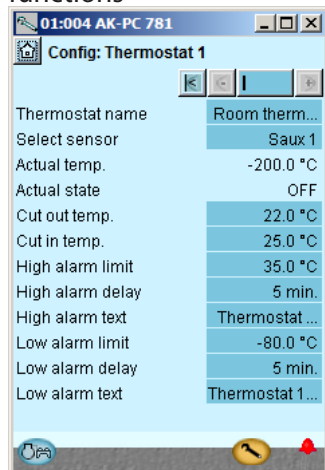 functions
01:004 AK-PC 781
Config: Thermostat 1
Thermostat name Room therm...
Select sensor Saux 1
Actual temp. -200.0 °C
Actual state OFF
Cut out temp. 22.0 °C
Cut in temp. 25.0 °C
High alarm limit 35.0 °C
High alarm delay 5 min.
High alarm text Thermostat ...
Low alarm limit -80.0 °C
Low alarm delay 5 min.
Low alarm text Thermostat 1...